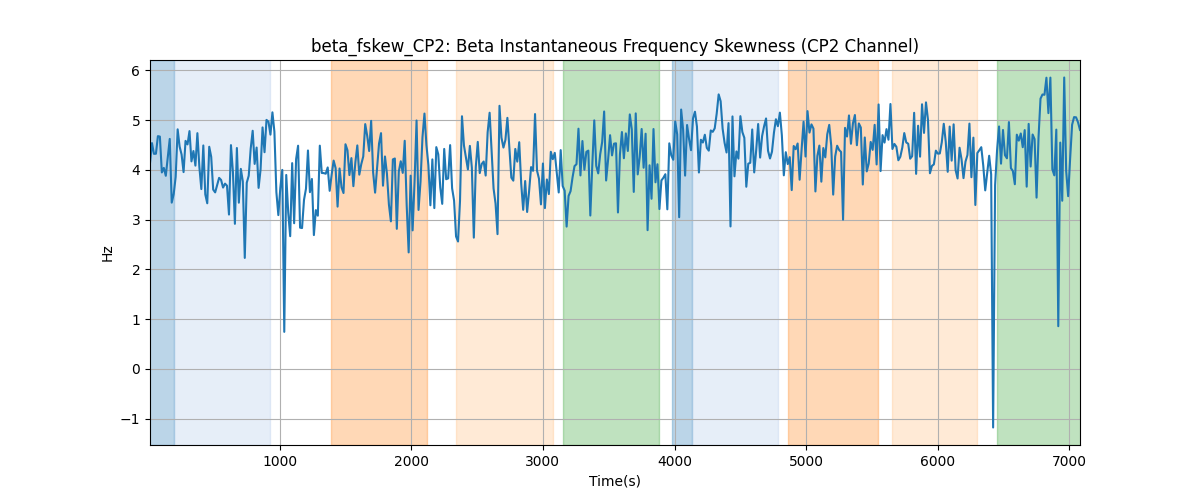 beta_fskew_CP2: Beta Instantaneous Frequency Skewness (CP2 Channel)
6
5
4
3
2
1
0
−1
Hz
1000 2000 3000 4000 5000 6000 7000
Time(s)